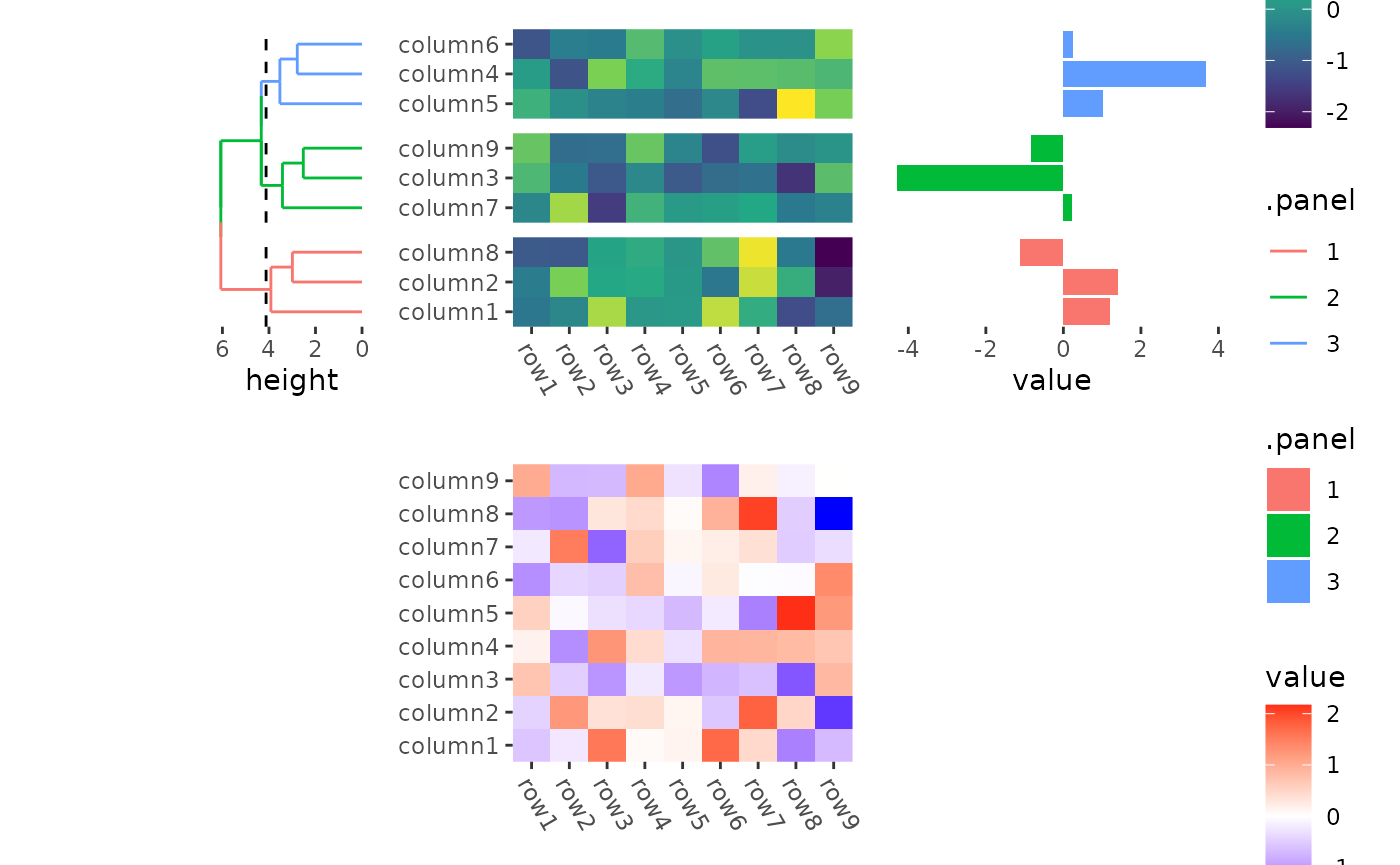 column6
column4
column5
column9
column3
column7
column8
column2
column1
6 4 2 0
height
row1 row2 row3 row4 row5 row6 row7 row8 row9
-4 -2 0 2 4
value
0
-1
-2
.panel
1
2
3
.panel
1
2
3
column9
column8
column7
column6
column5
column4
column3
column2
column1
row1 row2 row3 row4 row5 row6 row7 row8 row9
value
2
1
0
-1